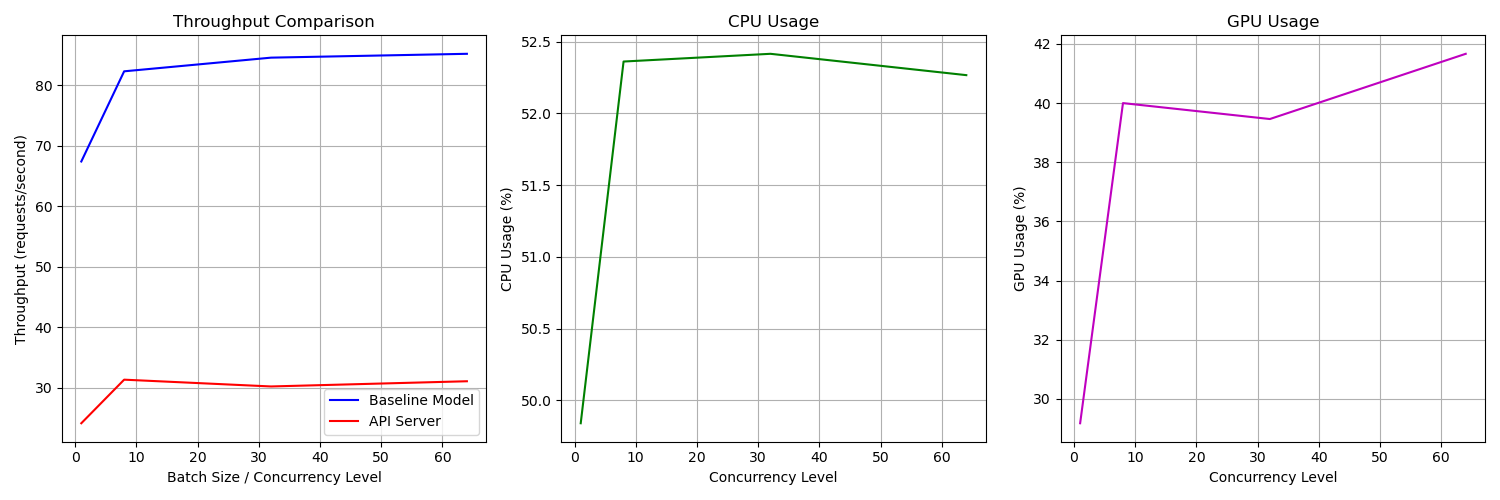 Throughput Comparison
Throughput (requests/second)
80
70
60
50
40
30
0 10 20 30 40 50 60
Batch Size / Concurrency Level
Baseline Model
API Server
CPU Usage
CPU Usage (%)
52.5
52.0
51.5
51.0
50.5
50.0
0 10 20 30 40 50 60
Concurrency Level
GPU Usage
GPU Usage (%)
42
40
38
36
34
32
30
0 10 20 30 40 50 60
Concurrency Level